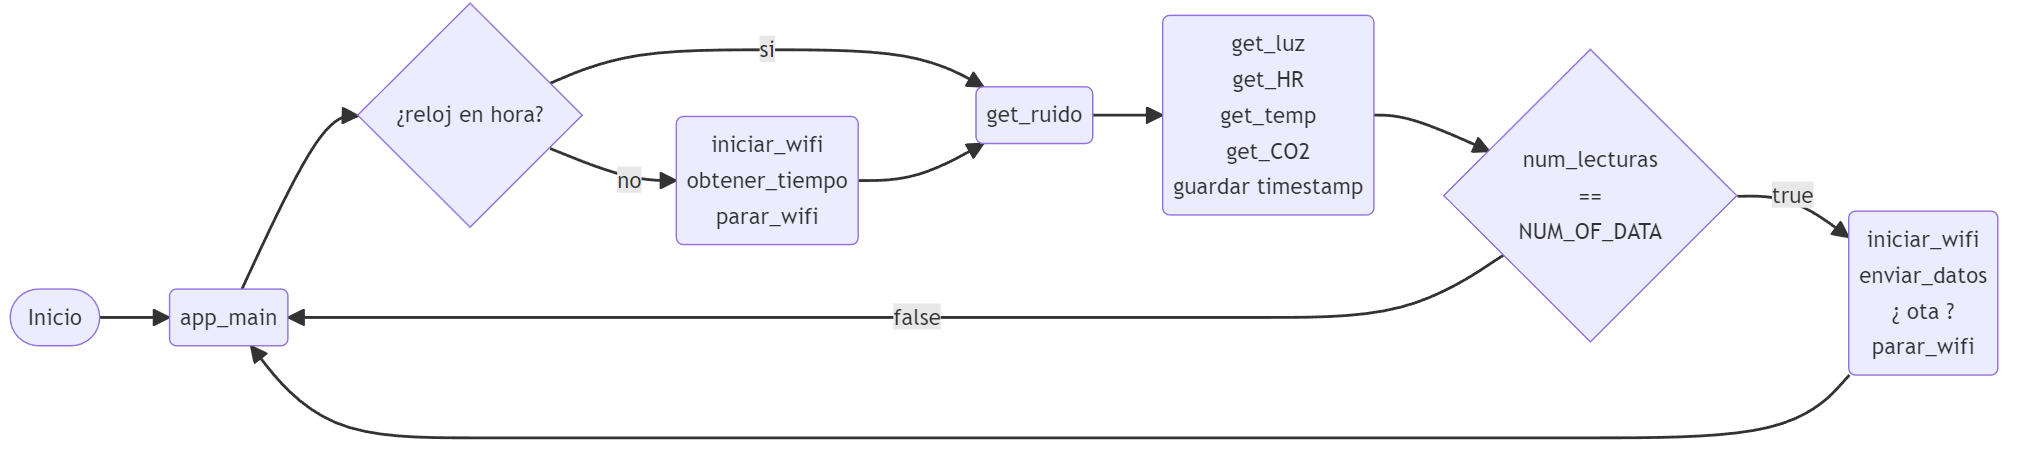 Inicio
app_main
¿reloj en hora?
si
no
iniciar_wifi
obtener_tiempo
parar_wifi
get_ruido
get_luz
get_HR
get_temp
get_CO2
guardar timestamp
num_lecturas
==
NUM_OF_DATA
true
false
iniciar_wifi
enviar_datos
¿ ota ?
parar_wifi